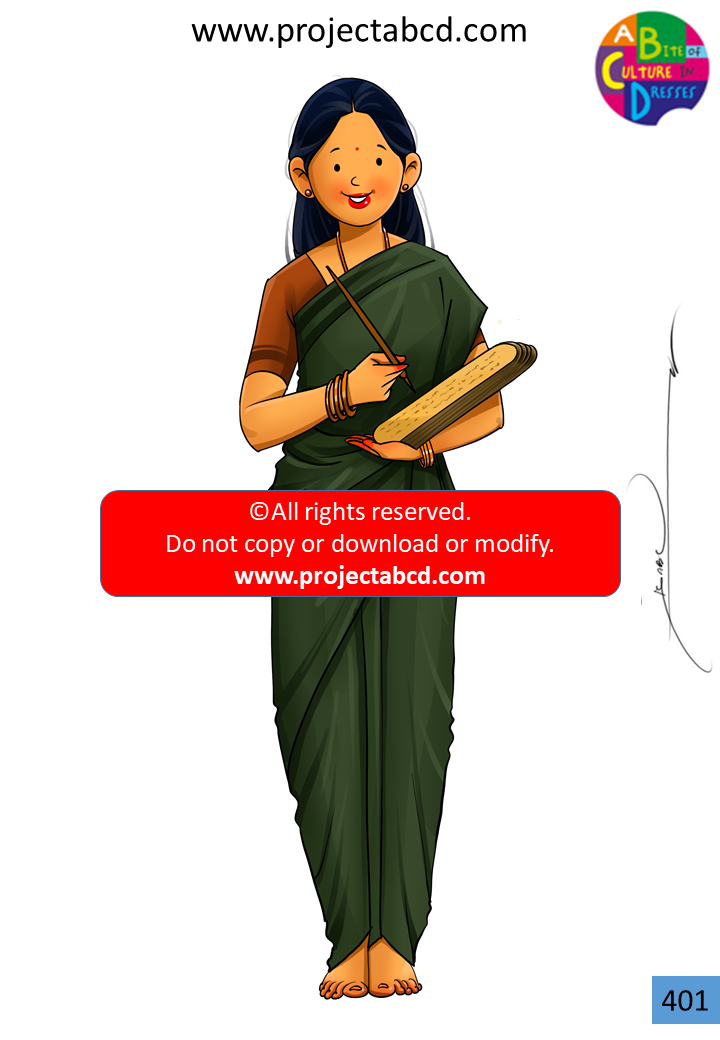 www.projectabcd.com
A
BITE OF
CULTURE IN
DRESSES
©All rights reserved.
Do not copy or download or modify.
www.projectabcd.com
401